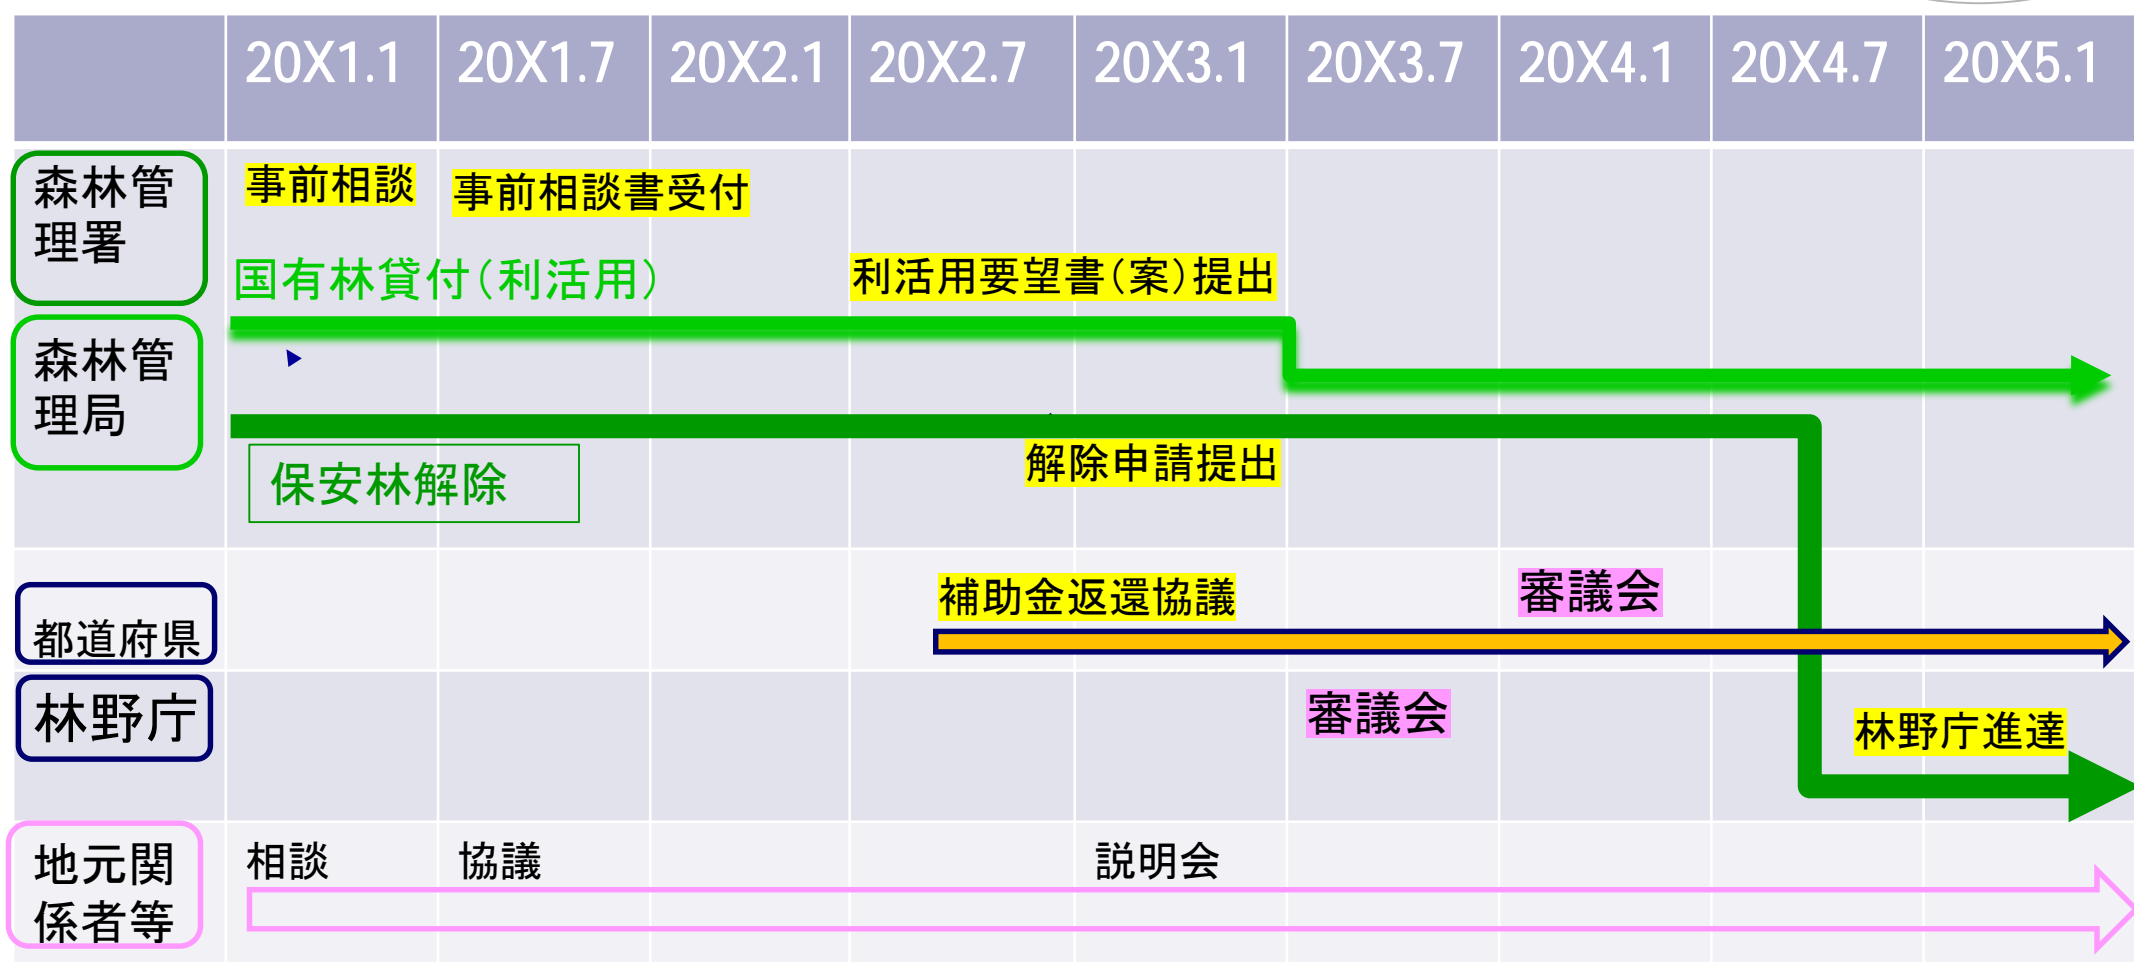 20X1.1 20X1.7 20X2.1 20X2.7 20X3.1 20X3.7 20X4.1 20X4.7 20X5.1
森林管
理署
事前相談
事前相談書受付
国有林貸付(利活用)
利活用要望書(案)提出
森林管
理局
保安林解除
解除申請提出
都道府県
補助金返還協議
審議会
林野庁
審議会
林野庁進達
地元関
係者等
相談
協議
説明会